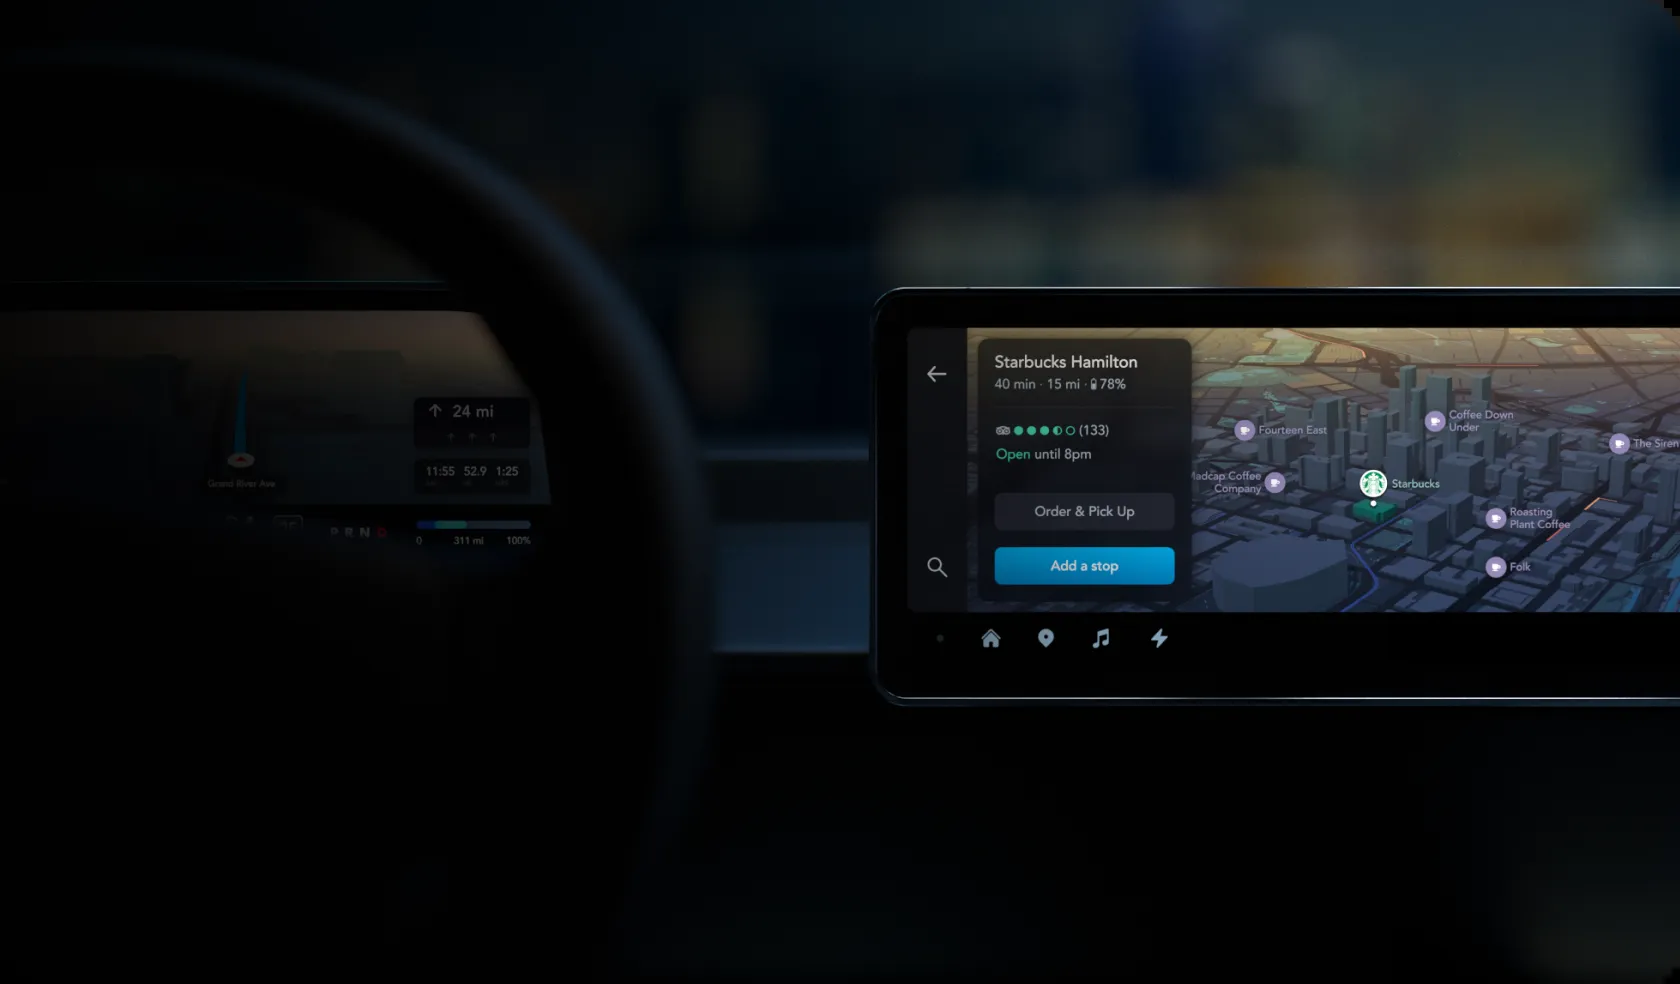 24 mi
11:55 52.9 1:25
Grand River Ave
P R N D
0 311 mi 100%
Starbucks Hamilton
40 min · 15 mi · 78%
(133)
Open until 8pm
Order & Pick Up
Add a stop
Fourteen East
Coffee Down
Under
The Siren
Madcap Coffee
Company
Starbucks
Roasting
Plant Coffee
Folk